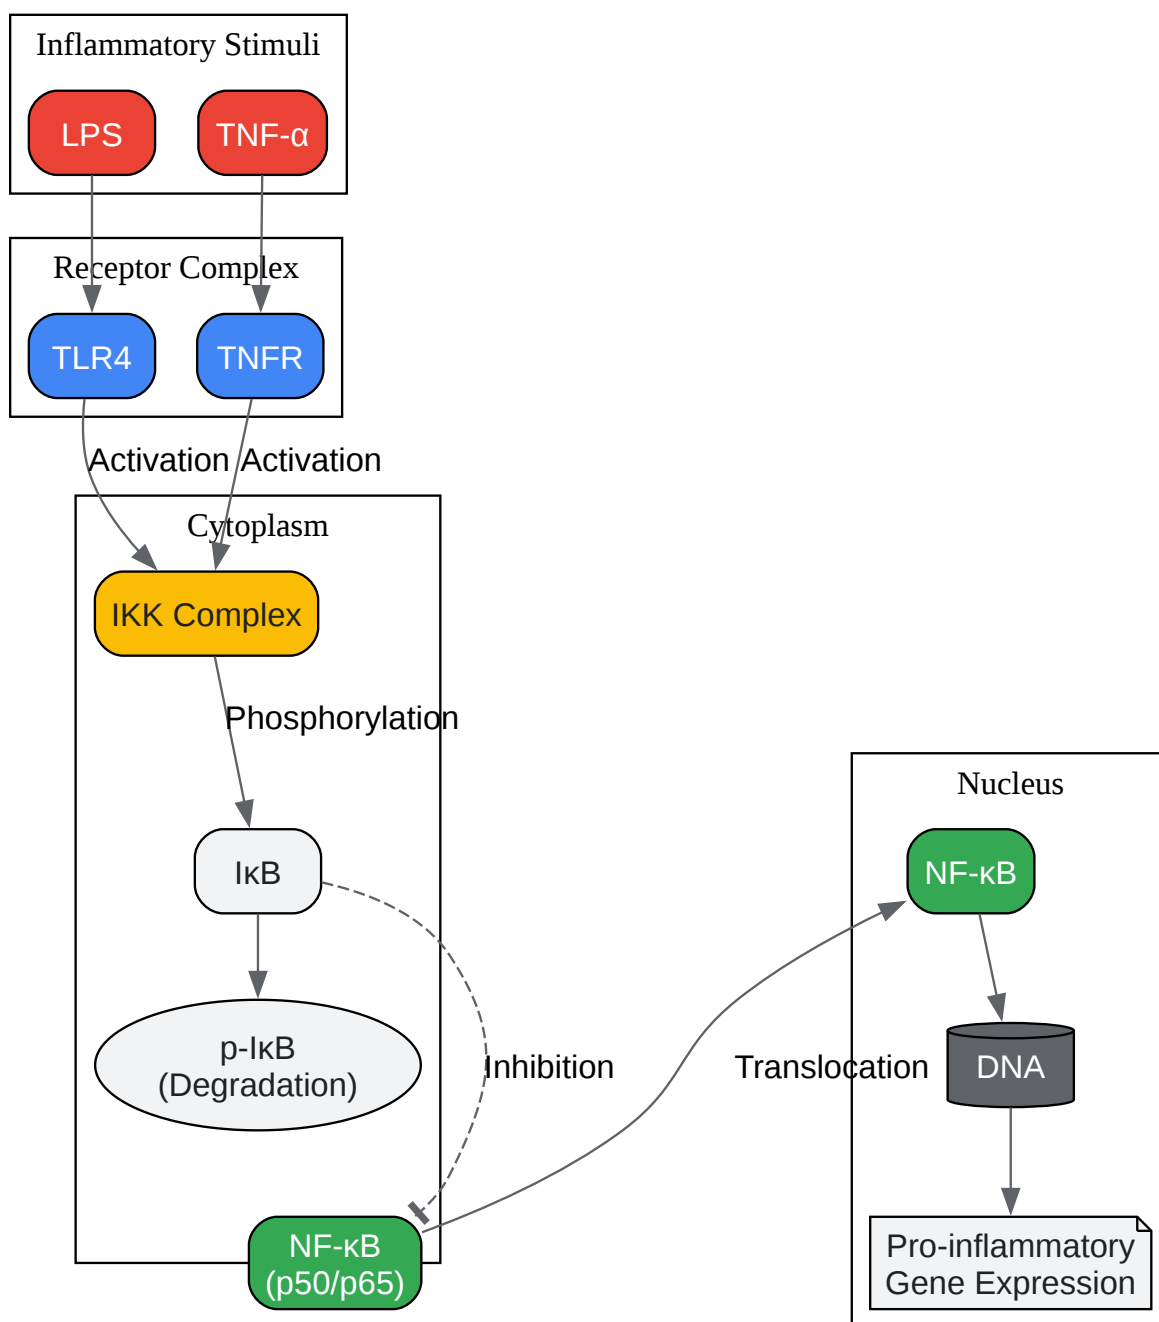 Inflammatory Stimuli
LPS
TNF-α
Receptor Complex
TLR4
TNFR
Activation
Activation
Cytoplasm
IKK Complex
Phosphorylation
IκB
p-IκB
(Degradation)
Inhibition
NF-κB
(p50/p65)
Translocation
Nucleus
NF-κB
DNA
Pro-inflammatory
Gene Expression